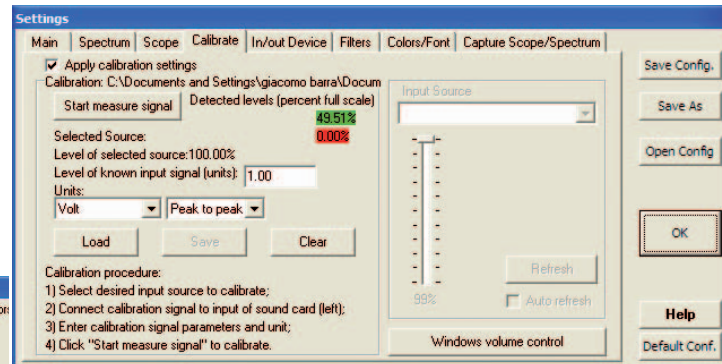 Settings
Main Spectrum Scope Calibrate In/out Device Filters Colors/Font Capture Scope/Spectrum
Apply calibration settings
Calibration: C:\Documents and Settings\giacomo barra\Docum
Start measure signal
Detected levels (percent full scale)
49.51%
0.00%
Selected Source:
Level of selected source:100.00%
Level of known input signal (units): 1.00
Units:
Volt Peak to peak
Load Save Clear
Calibration procedure:
1) Select desired input source to calibrate;
2) Connect calibration signal to input of sound card (left);
3) Enter calibration signal parameters and unit;
4) Click "Start measure signal" to calibrate.
Input Source
99%
Refresh
Auto refresh
Windows volume control
Save Config.
Save As
Open Config
OK
Help
Default Conf.